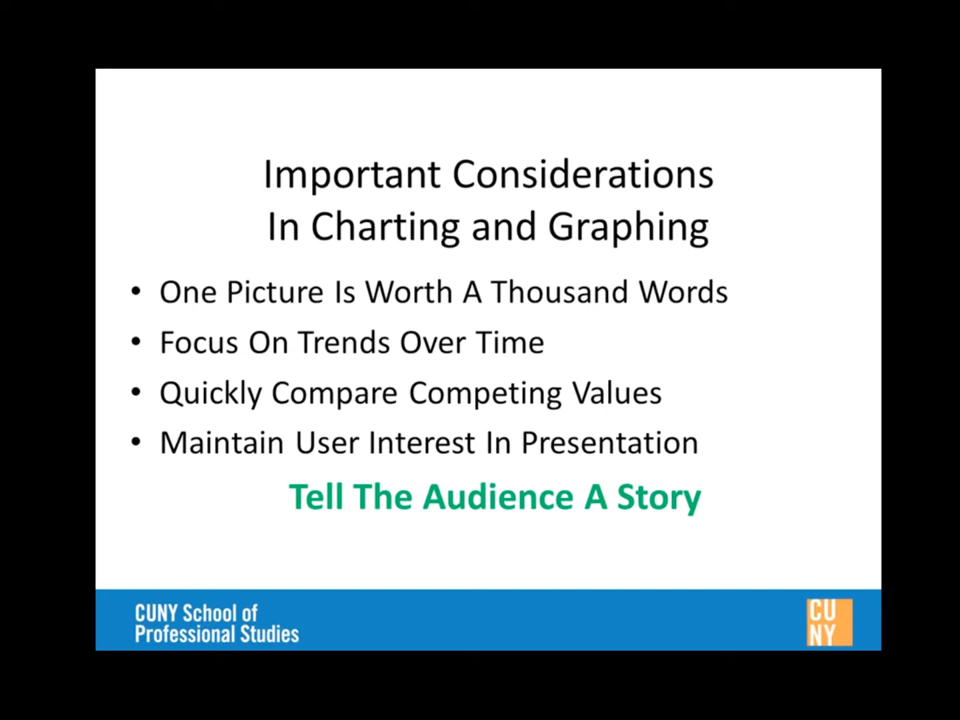 Important Considerations
In Charting and Graphing
• One Picture Is Worth A Thousand Words
• Focus On Trends Over Time
• Quickly Compare Competing Values
• Maintain User Interest In Presentation
Tell The Audience A Story
CUNY School of
Professional Studies
CU
NY